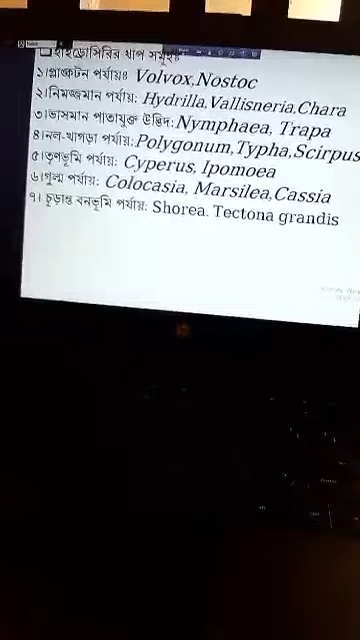 হাইড্রোসিরির ধাপ সমূহঃ
১।প্লাঙ্কটন পর্যায়ঃ Volvox,Nostoc
২।নিমজ্জমান পর্যায়: Hydrilla,Vallisneria,Chara
৩।ভাসমান পাতাযুক্ত উদ্ভিদ:Nymphaea, Trapa
৪।নল-খাগড়া পর্যায়:Polygonum,Typha,Scirpus
৫।তৃণভূমি পর্যায়: Cyperus, Ipomoea
৬।গুল্ম পর্যায়: Colocasia, Marsilea,Cassia
৭। চূড়ান্ত বনভূমি পর্যায়: Shorea. Tectona grandis